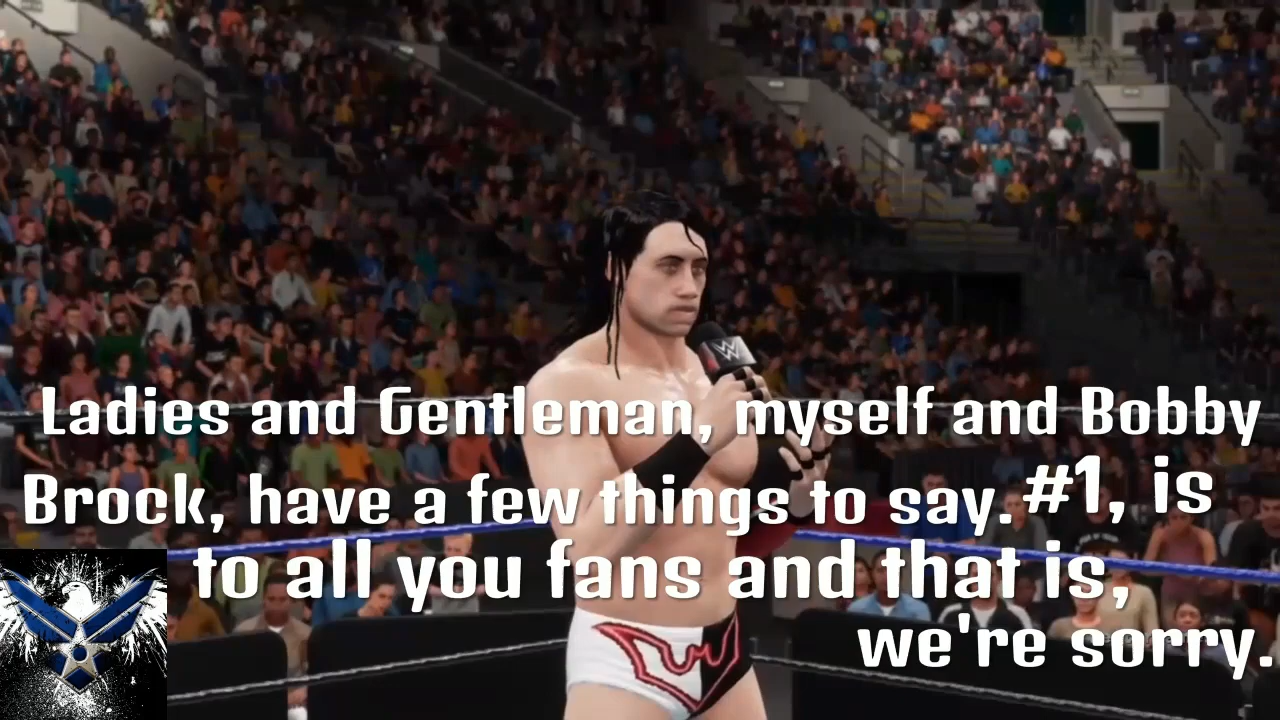 Ladies and Gentleman, myself and Bobby
Brock, have a few things to say. #1, is
to all you fans and that is,
we're sorry.